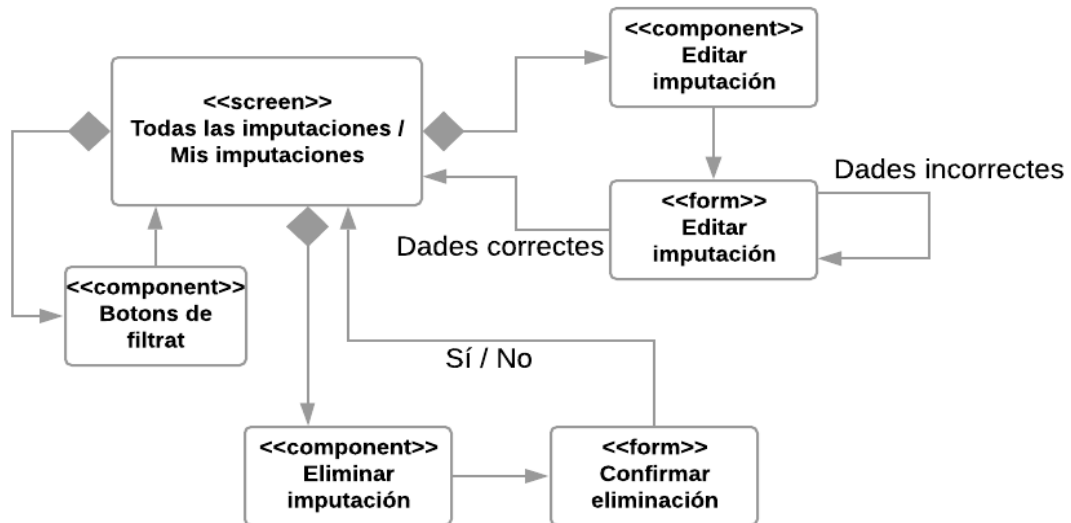 <<component>>
Editar
imputación
<<screen>>
Todas las imputaciones /
Mis imputaciones
Dades incorrectes
<<form>>
Editar
imputación
Dades correctes
<<component>>
Botons de
filtrat
Sí / No
<<component>>
Eliminar
imputación
<<form>>
Confirmar
eliminación